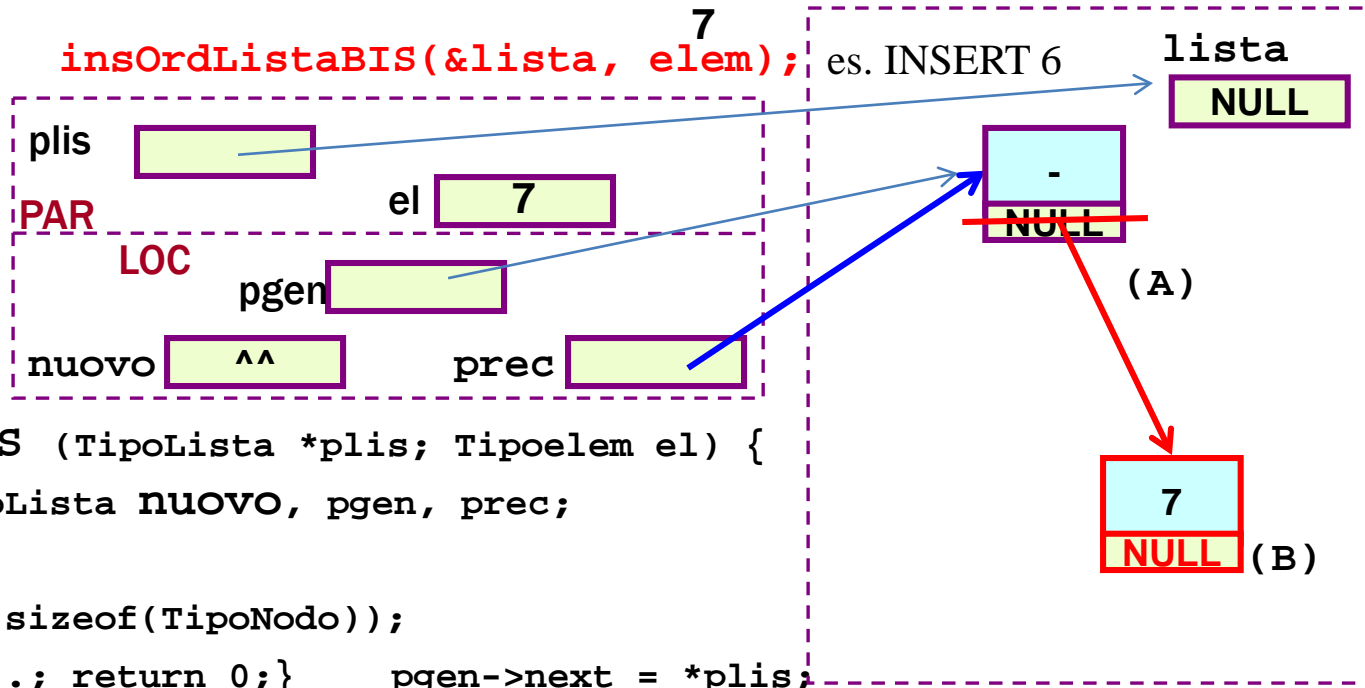 7
insOrdListaBIS(&lista, elem); es. INSERT 6
lista
NULL
plis
el 7
PAR
LOC
pgen
nuovo ^^ prec
-
NULL
(A)
7
NULL (B)
s (TipoLista *plis; Tipoelem el) {
oLista nuovo, pgen, prec;
sizeof(TipoNodo));
.; return 0;} pgen->next = *plis;